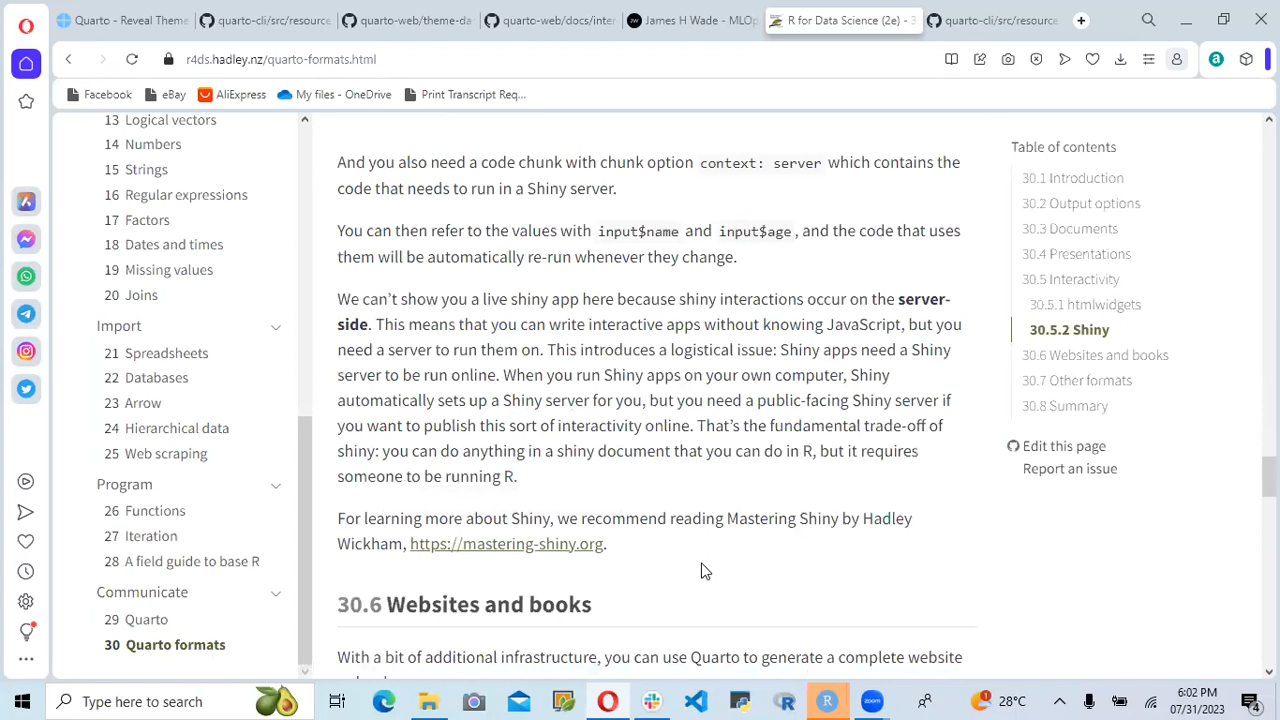 Quarto - Reveal Theme
quarto-cli/src/resource
quarto-web/theme-da
quarto-web/docs/inter
James H Wade - MLOp
R for Data Science (2e) - 3
quarto-cli/src/resource
r4ds.hadley.nz/quarto-formats.html
Facebook
eBay
AliExpress
My files - OneDrive
Print Transcript Req...
13 Logical vectors
14 Numbers
15 Strings
16 Regular expressions
17 Factors
18 Dates and times
19 Missing values
20 Joins
Import
21 Spreadsheets
22 Databases
23 Arrow
24 Hierarchical data
25 Web scraping
Program
26 Functions
27 Iteration
28 A field guide to base R
Communicate
29 Quarto
30 Quarto formats
And you also need a code chunk with chunk option context: server which contains the
code that needs to run in a Shiny server.
You can then refer to the values with input$name and input$age, and the code that uses
them will be automatically re-run whenever they change.
We can't show you a live shiny app here because shiny interactions occur on the server-
side. This means that you can write interactive apps without knowing JavaScript, but you
need a server to run them on. This introduces a logistical issue: Shiny apps need a Shiny
server to be run online. When you run Shiny apps on your own computer, Shiny
automatically sets up a Shiny server for you, but you need a public-facing Shiny server if
you want to publish this sort of interactivity online. That's the fundamental trade-off of
shiny: you can do anything in a shiny document that you can do in R, but it requires
someone to be running R.
For learning more about Shiny, we recommend reading Mastering Shiny by Hadley
Wickham, https://mastering-shiny.org.
30.6 Websites and books
With a bit of additional infrastructure, you can use Quarto to generate a complete website
Table of contents
30.1 Introduction
30.2 Output options
30.3 Documents
30.4 Presentations
30.5 Interactivity
30.5.1 htmlwidgets
30.5.2 Shiny
30.6 Websites and books
30.7 Other formats
30.8 Summary
Edit this page
Report an issue
Type here to search
28°C
6:02 PM
07/31/2023